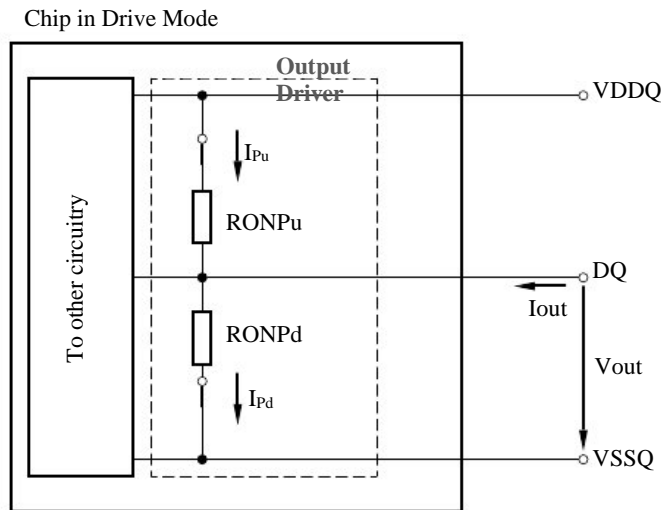 Chip in Drive Mode
Output
Driver
VDDQ
IPu
RONPu
To other circuitry
DQ
Iout
RONPd
Vout
IPd
VSSQ